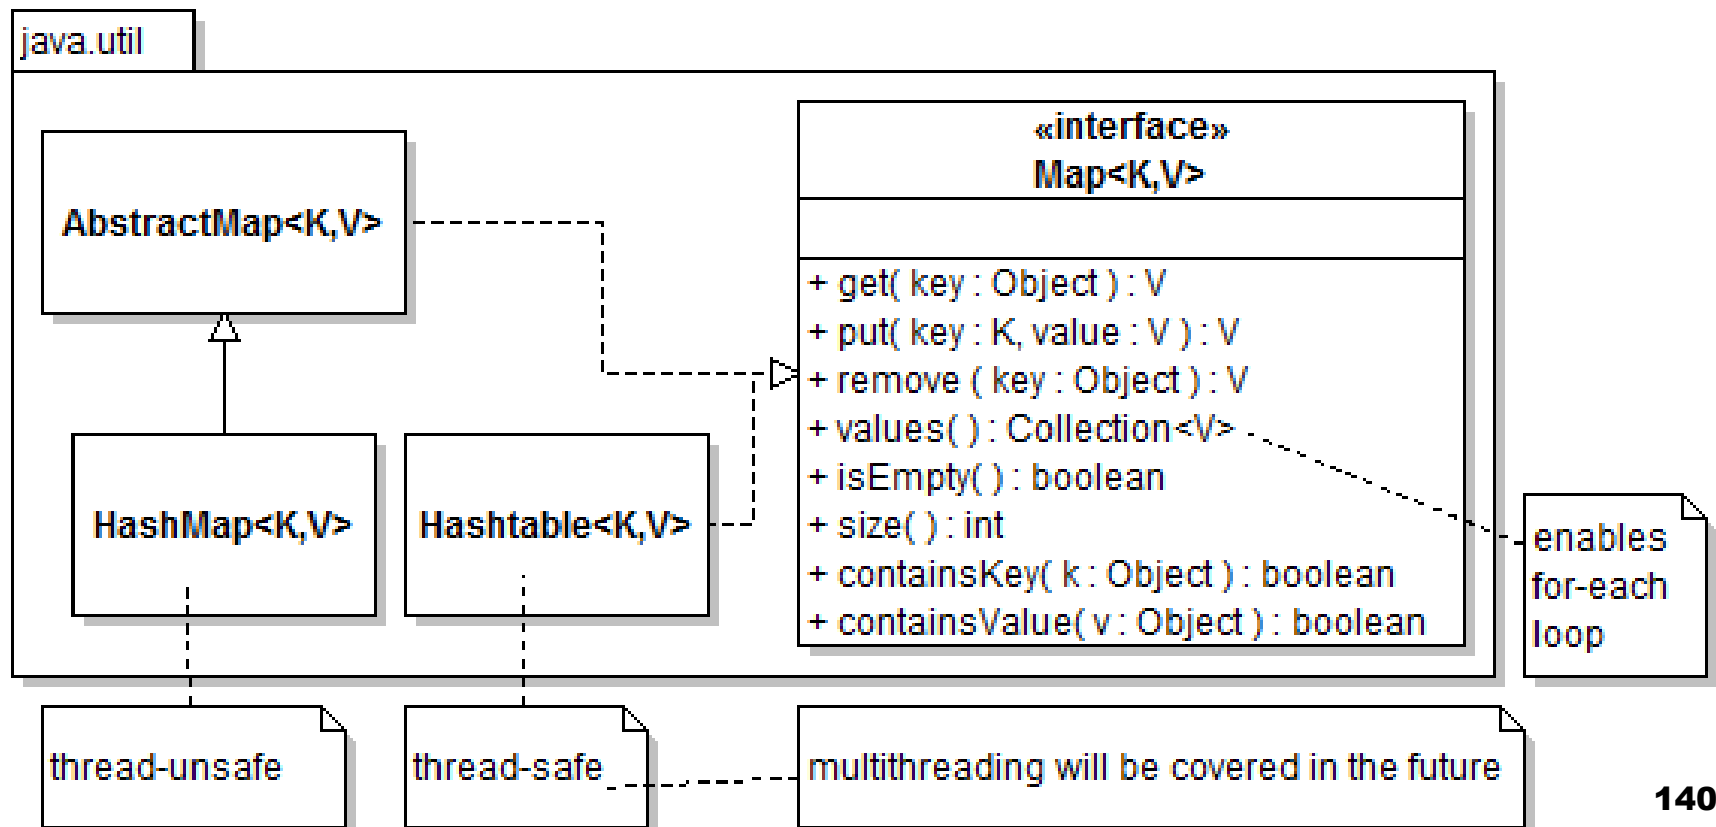 java.util
«interface»
Map<K,V>
AbstractMap<K,V>
+ get( key : Object ) : V
+ put( key : K, value : V ) : V
+ remove ( key : Object ) : V
+ values( ) : Collection<V>
+ isEmpty( ) : boolean
+ size( ) : int
+ containsKey( k : Object ) : boolean
+ containsValue( v : Object ) : boolean
HashMap<K,V>
Hashtable<K,V>
enables
for-each
loop
thread-unsafe
thread-safe
multithreading will be covered in the future
140